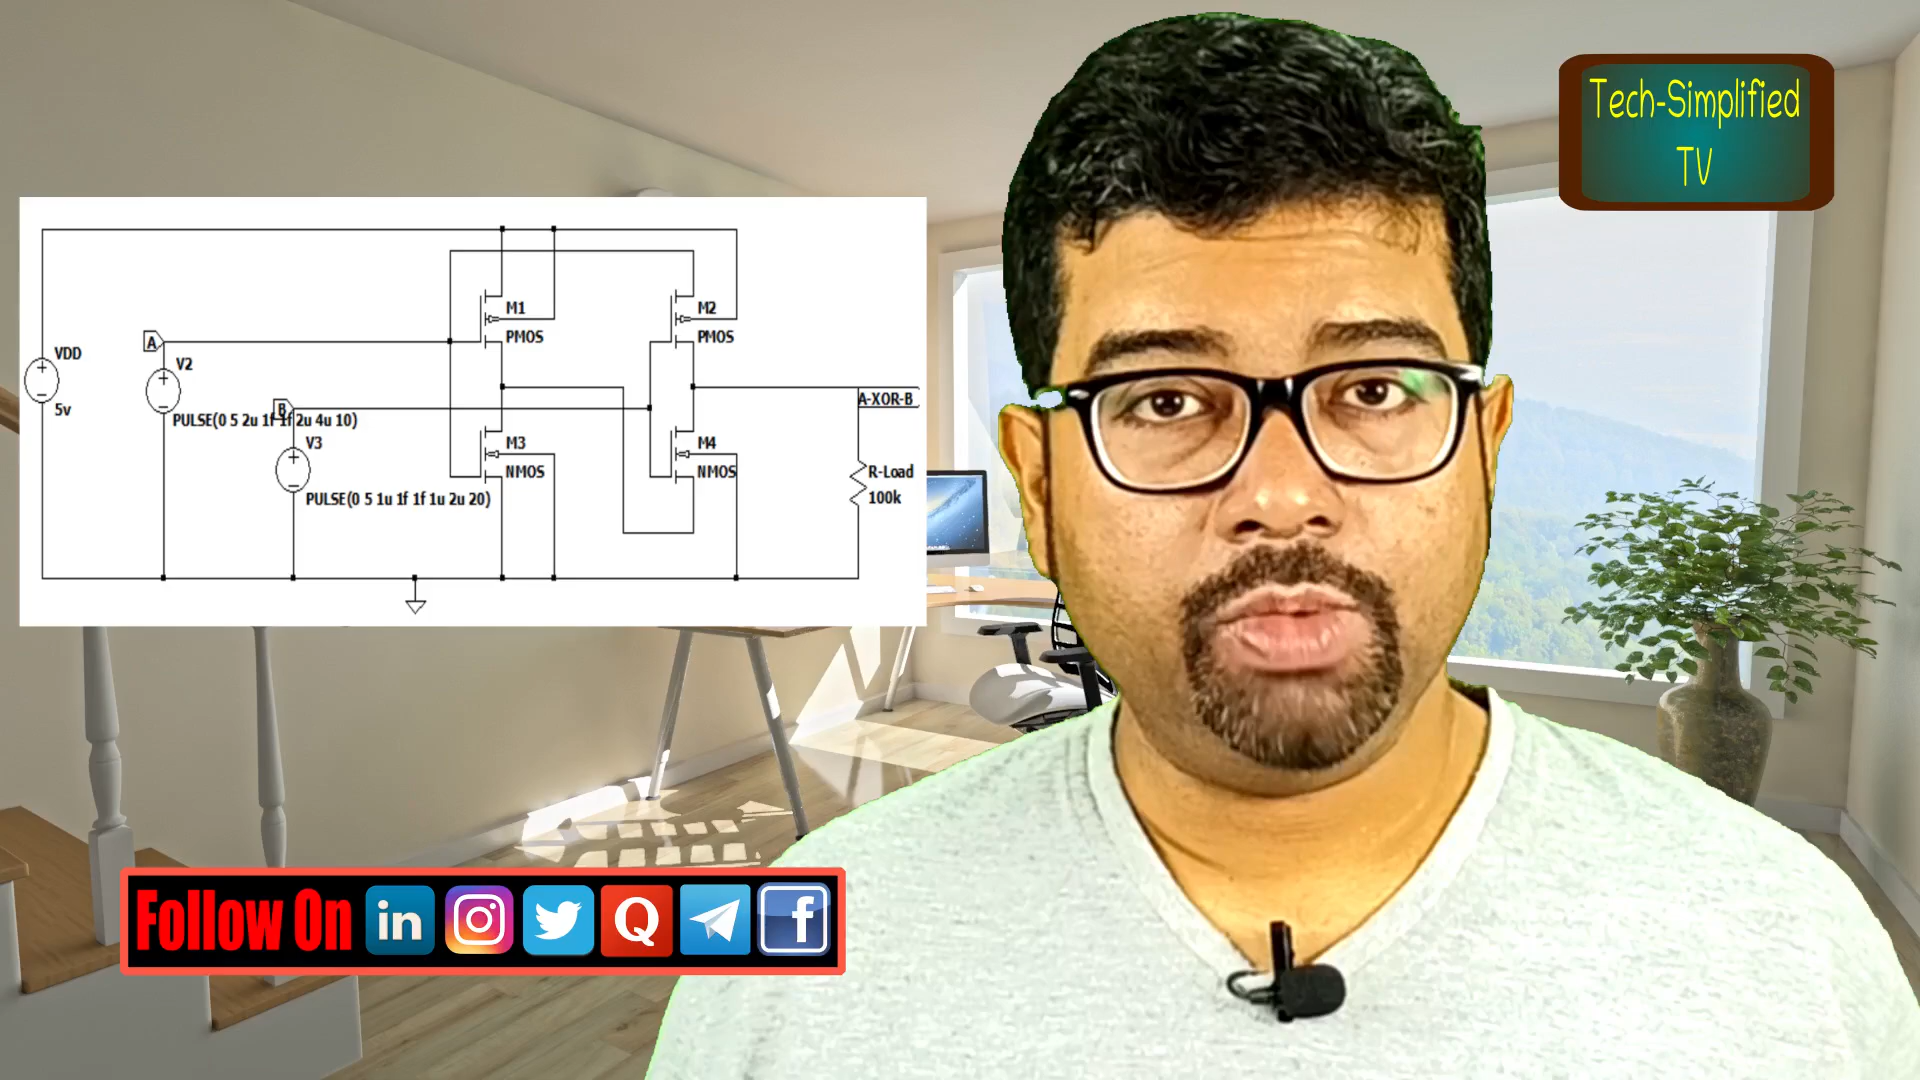 Tech-Simplified
TV
M1
PMOS
M2
PMOS
A
VDD
5v
V2
PULSE(0 5 2u 1f 1f 2u 4u 10)
B
V3
PULSE(0 5 1u 1f 1f 1u 2u 20)
M3
NMOS
M4
NMOS
A-XOR-B
R-Load
100k
Follow On in Q f